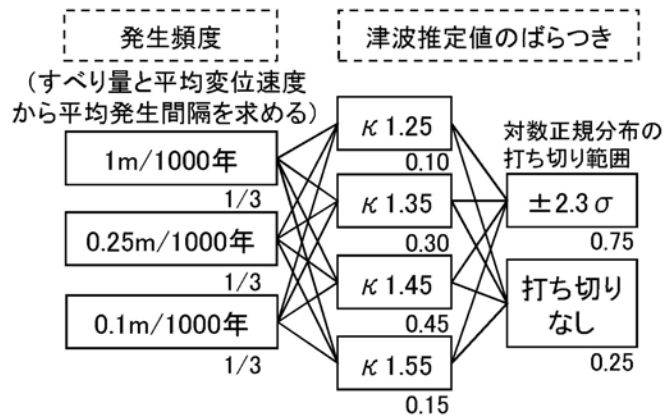 発生頻度
(すべり量と平均変位速度
から平均発生間隔を求める)
1m/1000年
1/3
0.25m/1000年
1/3
0.1m/1000年
1/3
津波推定値のばらつき
κ1.25
0.10
κ1.35
0.30
κ1.45
0.45
κ1.55
0.15
対数正規分布の
打ち切り範囲
±2.3σ
0.75
打ち切り
なし
0.25